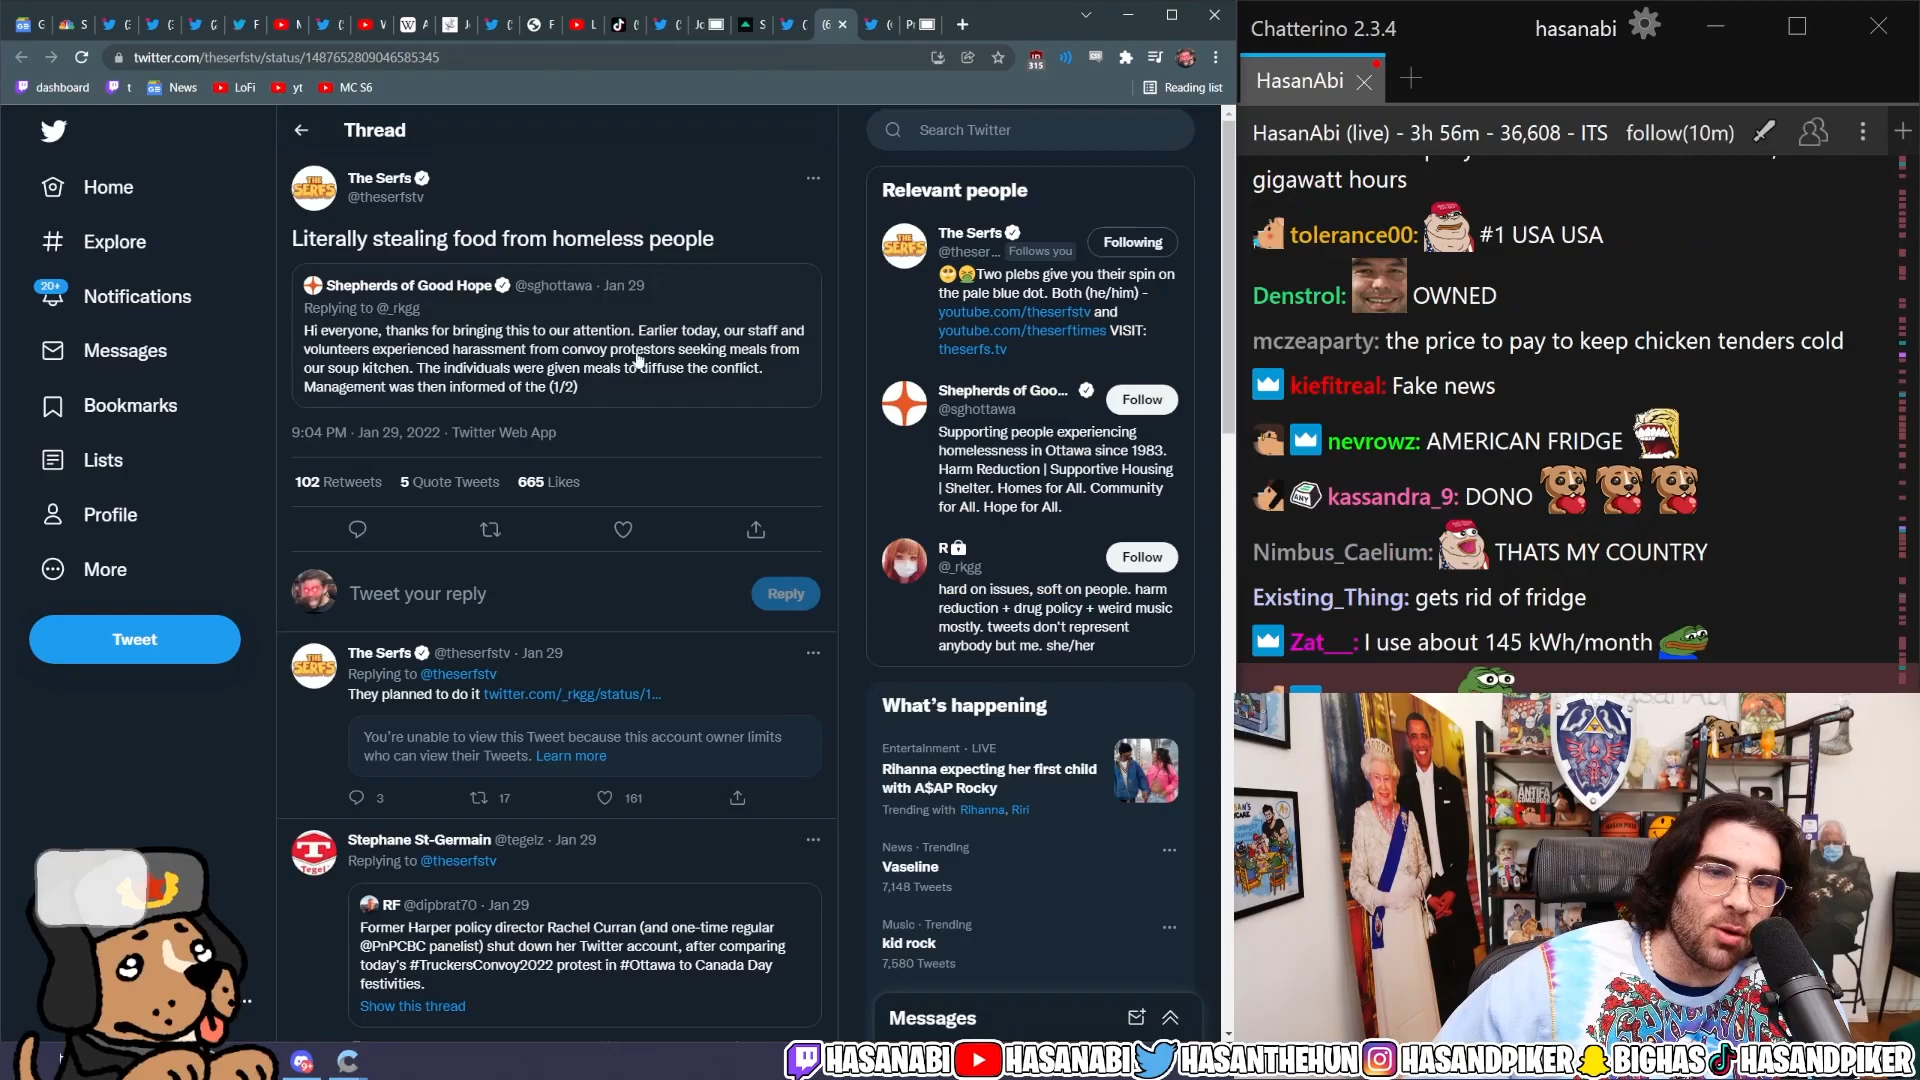 twitter.com/theserfstv/status/1487652809046585345
315
dashboard
t
News
LoFi
yt
MC S6
Reading list
Home
Explore
20+
Notifications
Messages
Bookmarks
Lists
Profile
More
Tweet
Thread
The Serfs
@theserfstv
Literally stealing food from homeless people
Shepherds of Good Hope @sghottawa · Jan 29
Replying to @_rkgg
Hi everyone, thanks for bringing this to our attention. Earlier today, our staff and
volunteers experienced harassment from convoy protestors seeking meals from
our soup kitchen. The individuals were given meals to diffuse the conflict.
Management was then informed of the (1/2)
9:04 PM · Jan 29, 2022 · Twitter Web App
102 Retweets 5 Quote Tweets 665 Likes
Tweet your reply
Reply
The Serfs @theserfstv · Jan 29
Replying to @theserfstv
They planned to do it twitter.com/_rkgg/status/1...
You're unable to view this Tweet because this account owner limits
who can view their Tweets. Learn more
3 17 161
Stephane St-Germain @tegelz · Jan 29
Replying to @theserfstv
RF @dipbrat70 · Jan 29
Former Harper policy director Rachel Curran (and one-time regular
@PnPCBC panelist) shut down her Twitter account, after comparing
today's #TruckersConvoy2022 protest in #Ottawa to Canada Day
festivities.
Show this thread
Search Twitter
Relevant people
The Serfs
@theser... Follows you
Following
Two plebs give you their spin on
the pale blue dot. Both (he/him) -
youtube.com/theserfstv and
youtube.com/theserftimes VISIT:
theserfs.tv
Shepherds of Goo...
@sghottawa
Follow
Supporting people experiencing
homelessness in Ottawa since 1983.
Harm Reduction | Supportive Housing
| Shelter. Homes for All. Community
for All. Hope for All.
R
@_rkgg
Follow
hard on issues, soft on people. harm
reduction + drug policy + weird music
mostly. tweets don't represent
anybody but me. she/her
What's happening
Entertainment · LIVE
Rihanna expecting her first child
with A$AP Rocky
Trending with Rihanna, Riri
News · Trending
Vaseline
7,148 Tweets
Music · Trending
kid rock
7,580 Tweets
Messages
Chatterino 2.3.4
hasanabi
HasanAbi
HasanAbi (live) - 3h 56m - 36,608 - ITS follow(10m)
gigawatt hours
tolerance00: #1 USA USA
Denstrol: OWNED
mczeaparty: the price to pay to keep chicken tenders cold
kiefitreal: Fake news
nevrowz: AMERICAN FRIDGE
kassandra_9: DONO
Nimbus_Caelium: THATS MY COUNTRY
Existing_Thing: gets rid of fridge
Zat___: I use about 145 kWh/month
ANTIFA
HASANABI HASANABI HASANTHEHUN HASANDPIKER BIGHAS HASANDPIKER